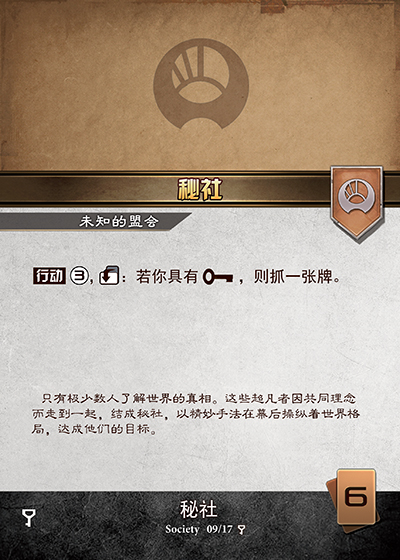 秘社
未知的盟会
行动 ③, : 若你具有 ，则抓一张牌。
只有极少数人了解世界的真相。这些超凡者因共同理念
而走到一起，结成秘社，以精妙手法在幕后操纵着世界格
局，达成他们的目标。
6
秘社
Society 09/17